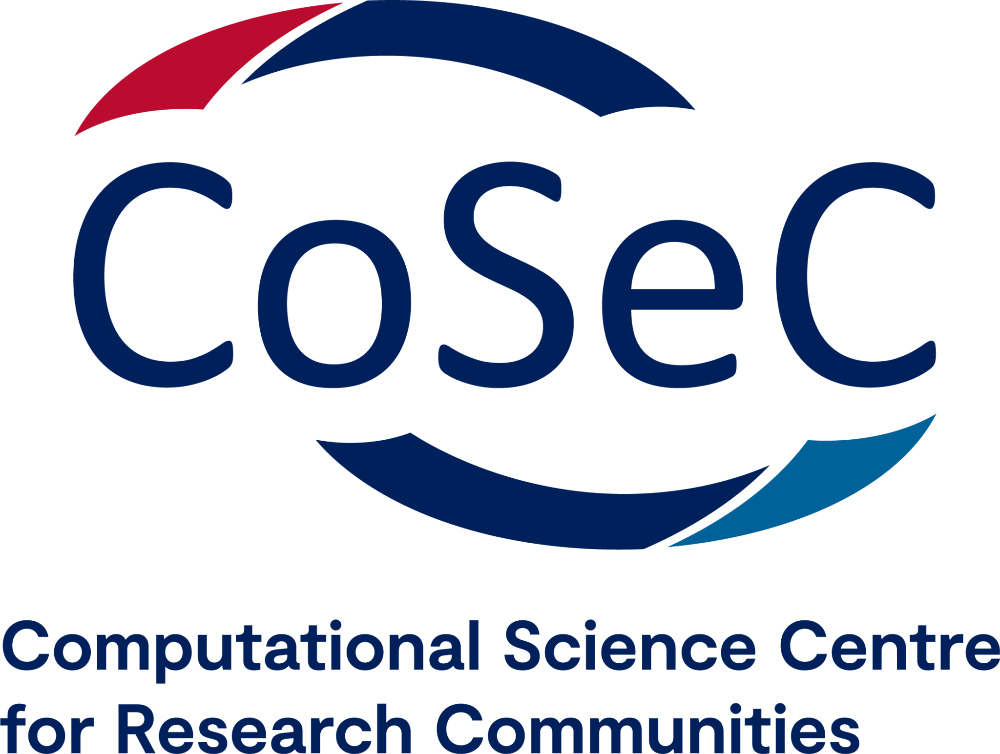 CoSeC
Computational Science Centre
for Research Communities